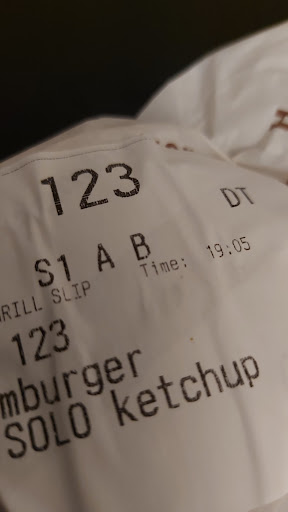 123
DT
S1 A B
Time: 19:05
RILL SLIP
123
mburger
SOLO ketchup